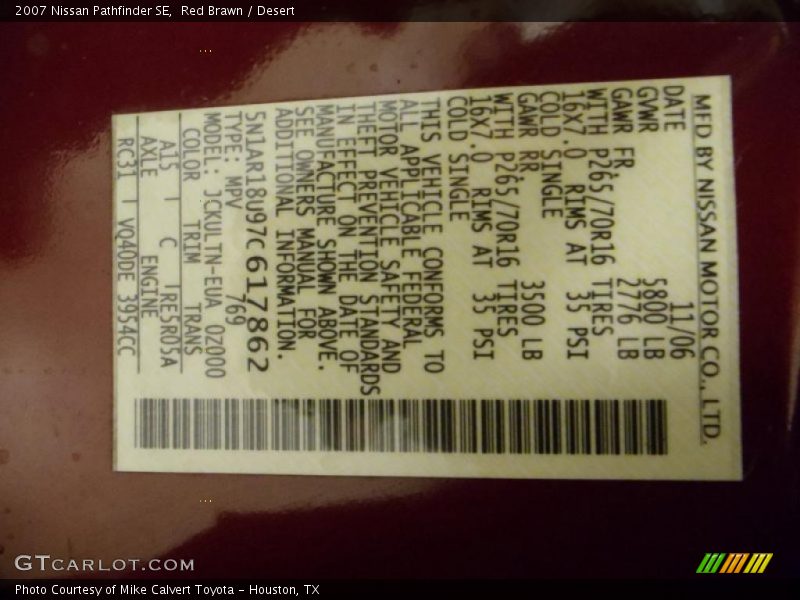 2007 Nissan Pathfinder SE, Red Brawn / Desert
MFD BY NISSAN MOTOR CO., LTD.
DATE 11/06
GVWR 5800 LB
GAWR FR. 2776 LB
WITH P265/70R16 TIRES
16X7.0 RIMS AT 35 PSI
COLD SINGLE
GAWR RR. 3500 LB
WITH P265/70R16 TIRES
16X7.0 RIMS AT 35 PSI
COLD SINGLE
THIS VEHICLE CONFORMS TO
ALL APPLICABLE FEDERAL
MOTOR VEHICLE SAFETY AND
THEFT PREVENTION STANDARDS
IN EFFECT ON THE DATE OF
MANUFACTURE SHOWN ABOVE.
SEE OWNERS MANUAL FOR
ADDITIONAL INFORMATION.
5N1AR18U97C617862
TYPE: MPV 769
MODEL: JCKULTN-EUA 0Z000
COLOR TRIM TRANS
A15 C RE5R05A
AXLE ENGINE
RC31 VQ40DE 3954CC
GTCARLOT.COM
Photo Courtesy of Mike Calvert Toyota - Houston, TX